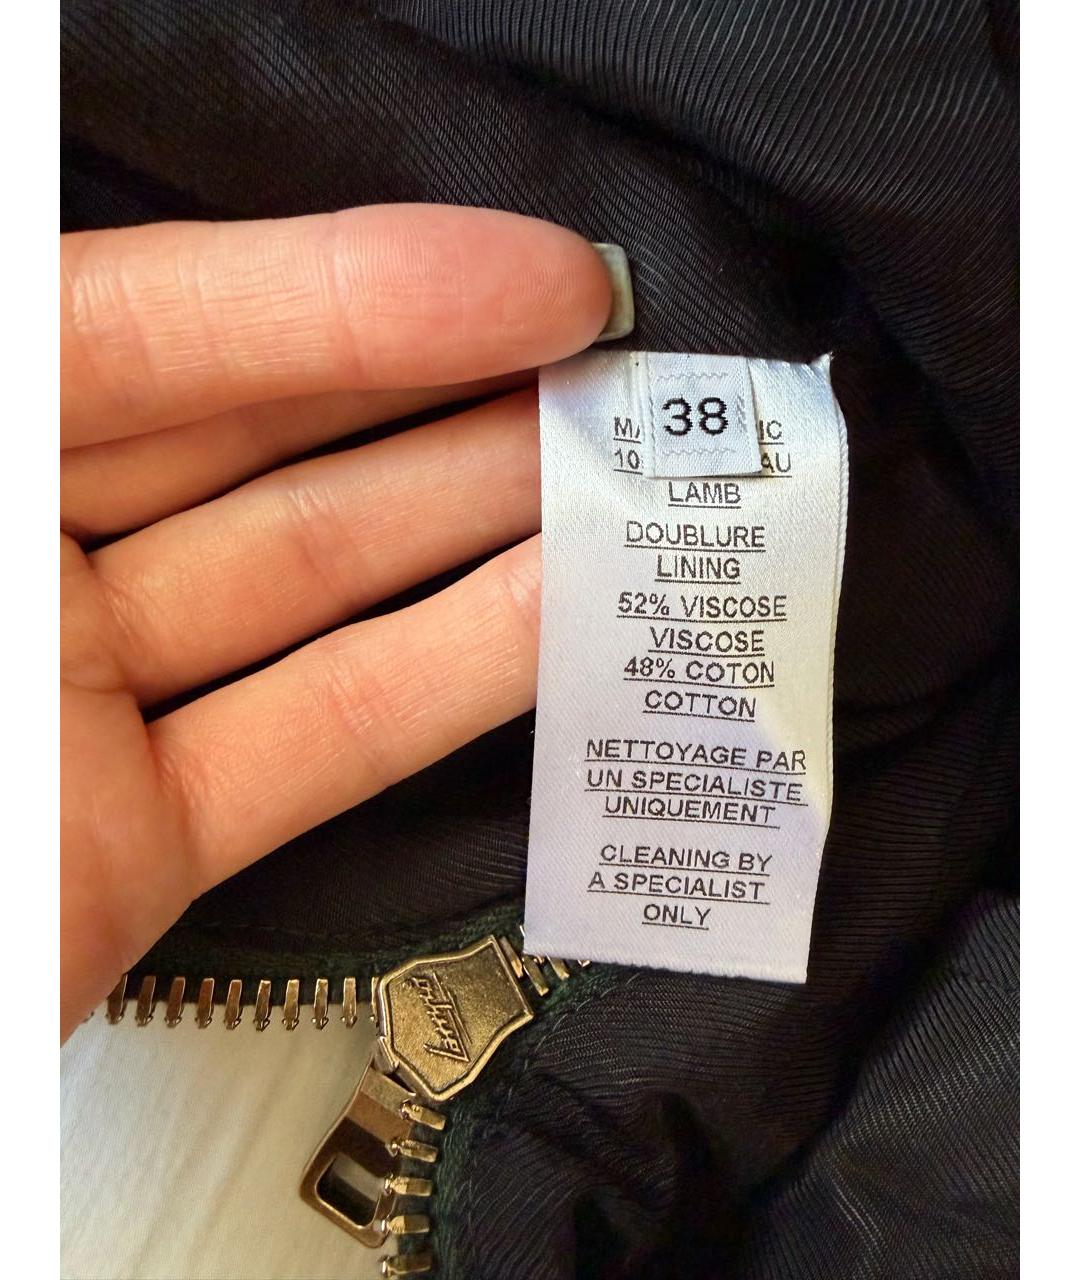 38
LAMB
DOUBLURE
LINING
52% VISCOSE
VISCOSE
48% COTON
COTTON
NETTOYAGE PAR
UN SPECIALISTE
UNIQUEMENT
CLEANING BY
A SPECIALIST
ONLY
Lampo